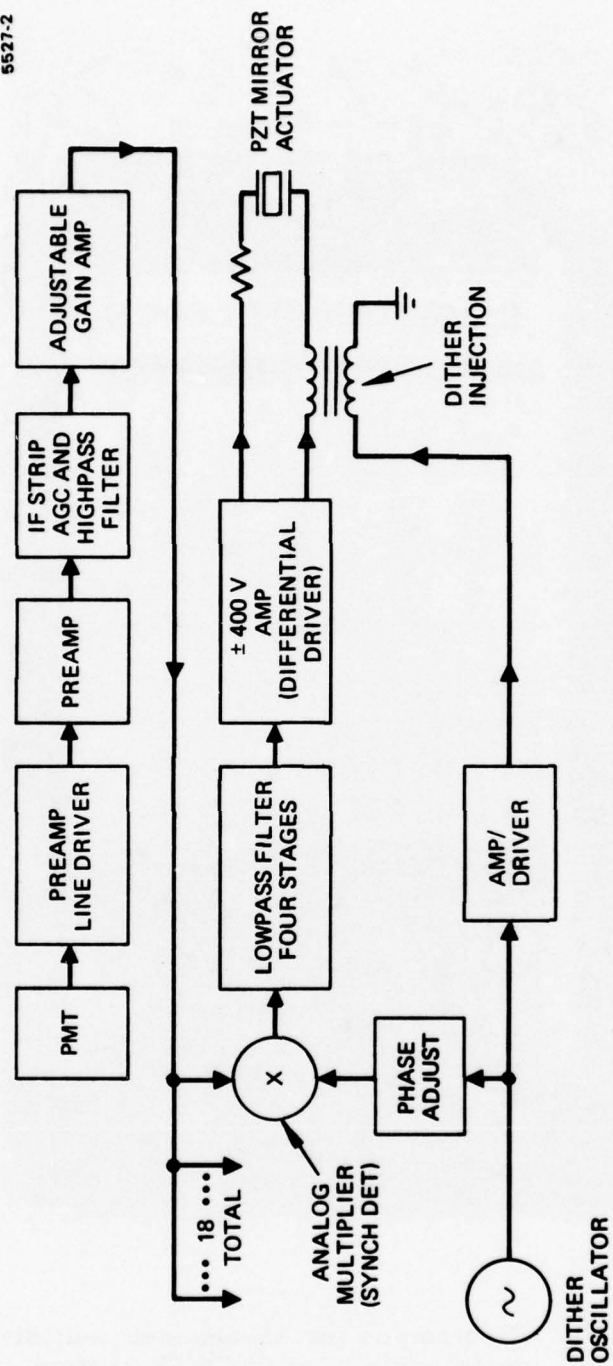 5527-2
PMT
PREAMP
LINE DRIVER
PREAMP
IF STRIP
AGC AND
HIGHPASS
FILTER
ADJUSTABLE
GAIN AMP
... 18 ...
TOTAL
X
ANALOG
MULTIPLIER
(SYNCH DET)
LOWPASS FILTER
FOUR STAGES
± 400 V
AMP
(DIFFERENTIAL
DRIVER)
PZT MIRROR
ACTUATOR
DITHER
INJECTION
PHASE
ADJUST
AMP/
DRIVER
~
DITHER
OSCILLATOR